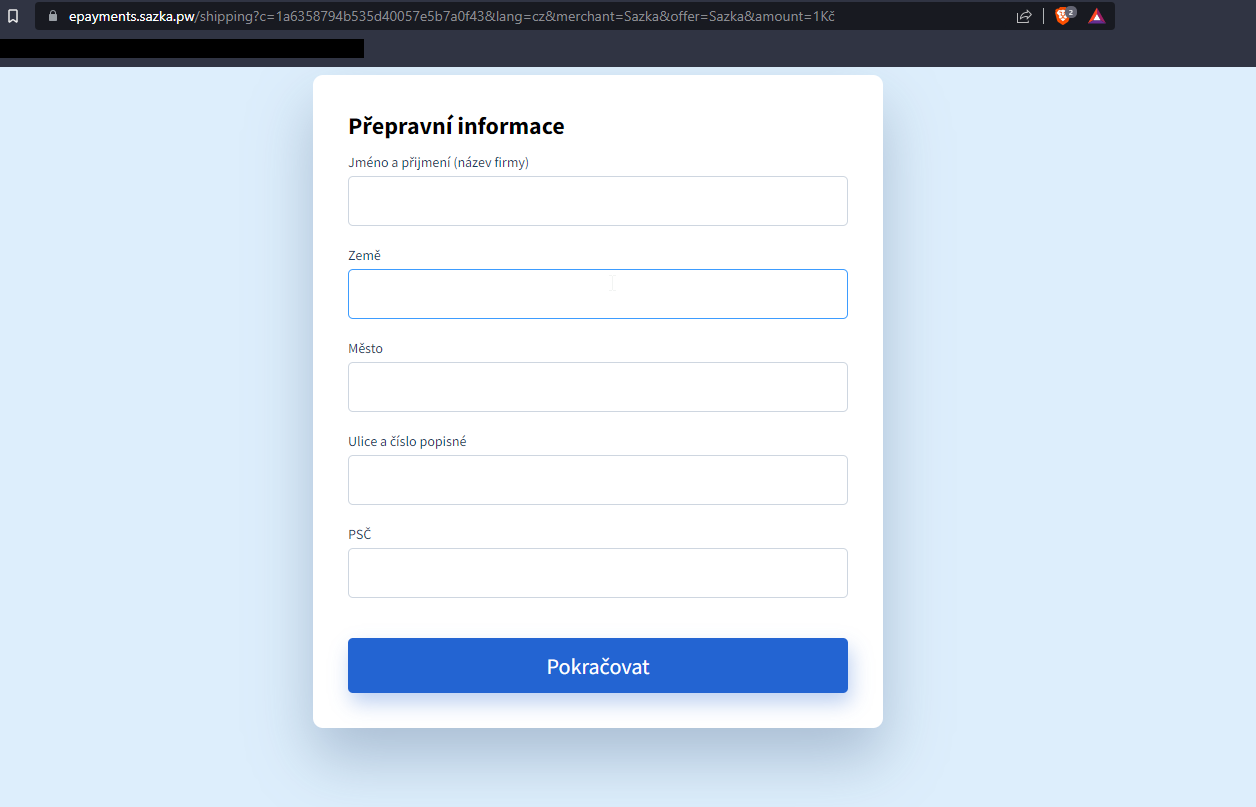 epayments.sazka.pw/shipping?c=1a6358794b535d40057e5b7a0f43&lang=cz&merchant=Sazka&offer=Sazka&amount=1Kč
2
Přepravní informace
Jméno a přijmení (název firmy)
Země
Město
Ulice a číslo popisné
PSČ
Pokračovat